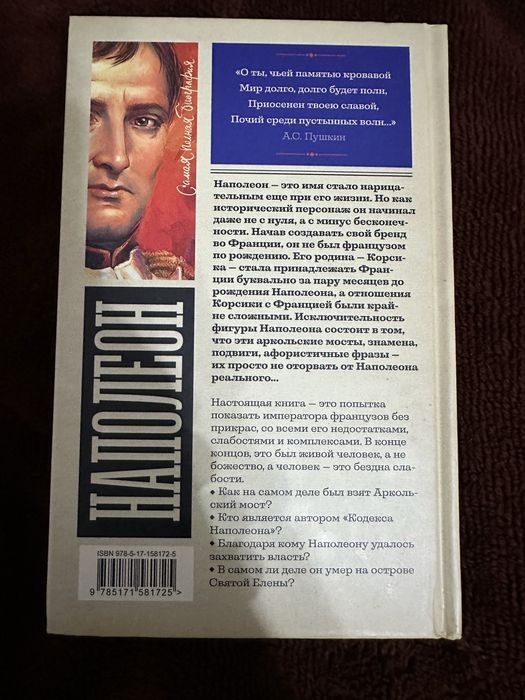 Самая полная биография
«О ты, чьей памятью кровавой
Мир долго, долго будет полн,
Приосенен твоею славой,
Почий среди пустынных волн...»
А.С. Пушкин
Наполеон – это имя стало нарица-
тельным еще при его жизни. Но как
исторический персонаж он начинал
даже не с нуля, а с минус бесконеч-
ности. Начав создавать свой бренд
во Франции, он не был французом
по рождению. Его родина – Корси-
ка – стала принадлежать Фран-
ции буквально за пару месяцев до
рождения Наполеона, а отношения
Корсики с Францией были край-
не сложными. Исключительность
фигуры Наполеона состоит в том,
что эти аркольские мосты, знамена,
подвиги, афористичные фразы –
их просто не оторвать от Наполеона
реального...
НАПОЛЕОН
Настоящая книга – это попытка
показать императора французов без
прикрас, со всеми его недостатками,
слабостями и комплексами. В конце
концов, это был живой человек, а не
божество, а человек – это бездна сла-
бости.
◆ Как на самом деле был взят Арколь-
ский мост?
◆ Кто является автором «Кодекса
Наполеона»?
◆ Благодаря кому Наполеону удалось
захватить власть?
◆ В самом ли деле он умер на острове
Святой Елены?
ISBN 978-5-17-158172-5
9 785171 581725>